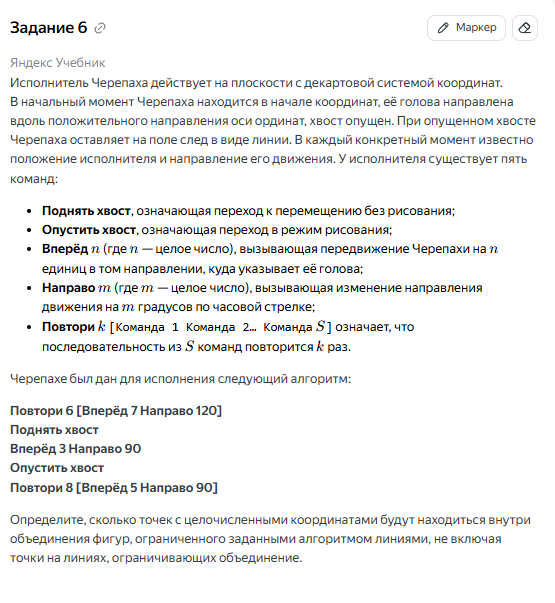 Задание 6
Маркер
Яндекс Учебник
Исполнитель Черепаха действует на плоскости с декартовой системой координат.
В начальный момент Черепаха находится в начале координат, её голова направлена
вдоль положительного направления оси ординат, хвост опущен. При опущенном хвосте
Черепаха оставляет на поле след в виде линии. В каждый конкретный момент известно
положение исполнителя и направление его движения. У исполнителя существует пять
команд:
• Поднять хвост, означающая переход к перемещению без рисования;
• Опустить хвост, означающая переход в режим рисования;
• Вперёд n (где n — целое число), вызывающая передвижение Черепахи на n
единиц в том направлении, куда указывает её голова;
• Направо m (где m — целое число), вызывающая изменение направления
движения на m градусов по часовой стрелке;
• Повтори k [Команда 1 Команда 2… Команда S] означает, что
последовательность из S команд повторится k раз.
Черепахе был дан для исполнения следующий алгоритм:
Повтори 6 [Вперёд 7 Направо 120]
Поднять хвост
Вперёд 3 Направо 90
Опустить хвост
Повтори 8 [Вперёд 5 Направо 90]
Определите, сколько точек с целочисленными координатами будут находиться внутри
объединения фигур, ограниченного заданными алгоритмом линиями, не включая
точки на линиях, ограничивающих объединение.